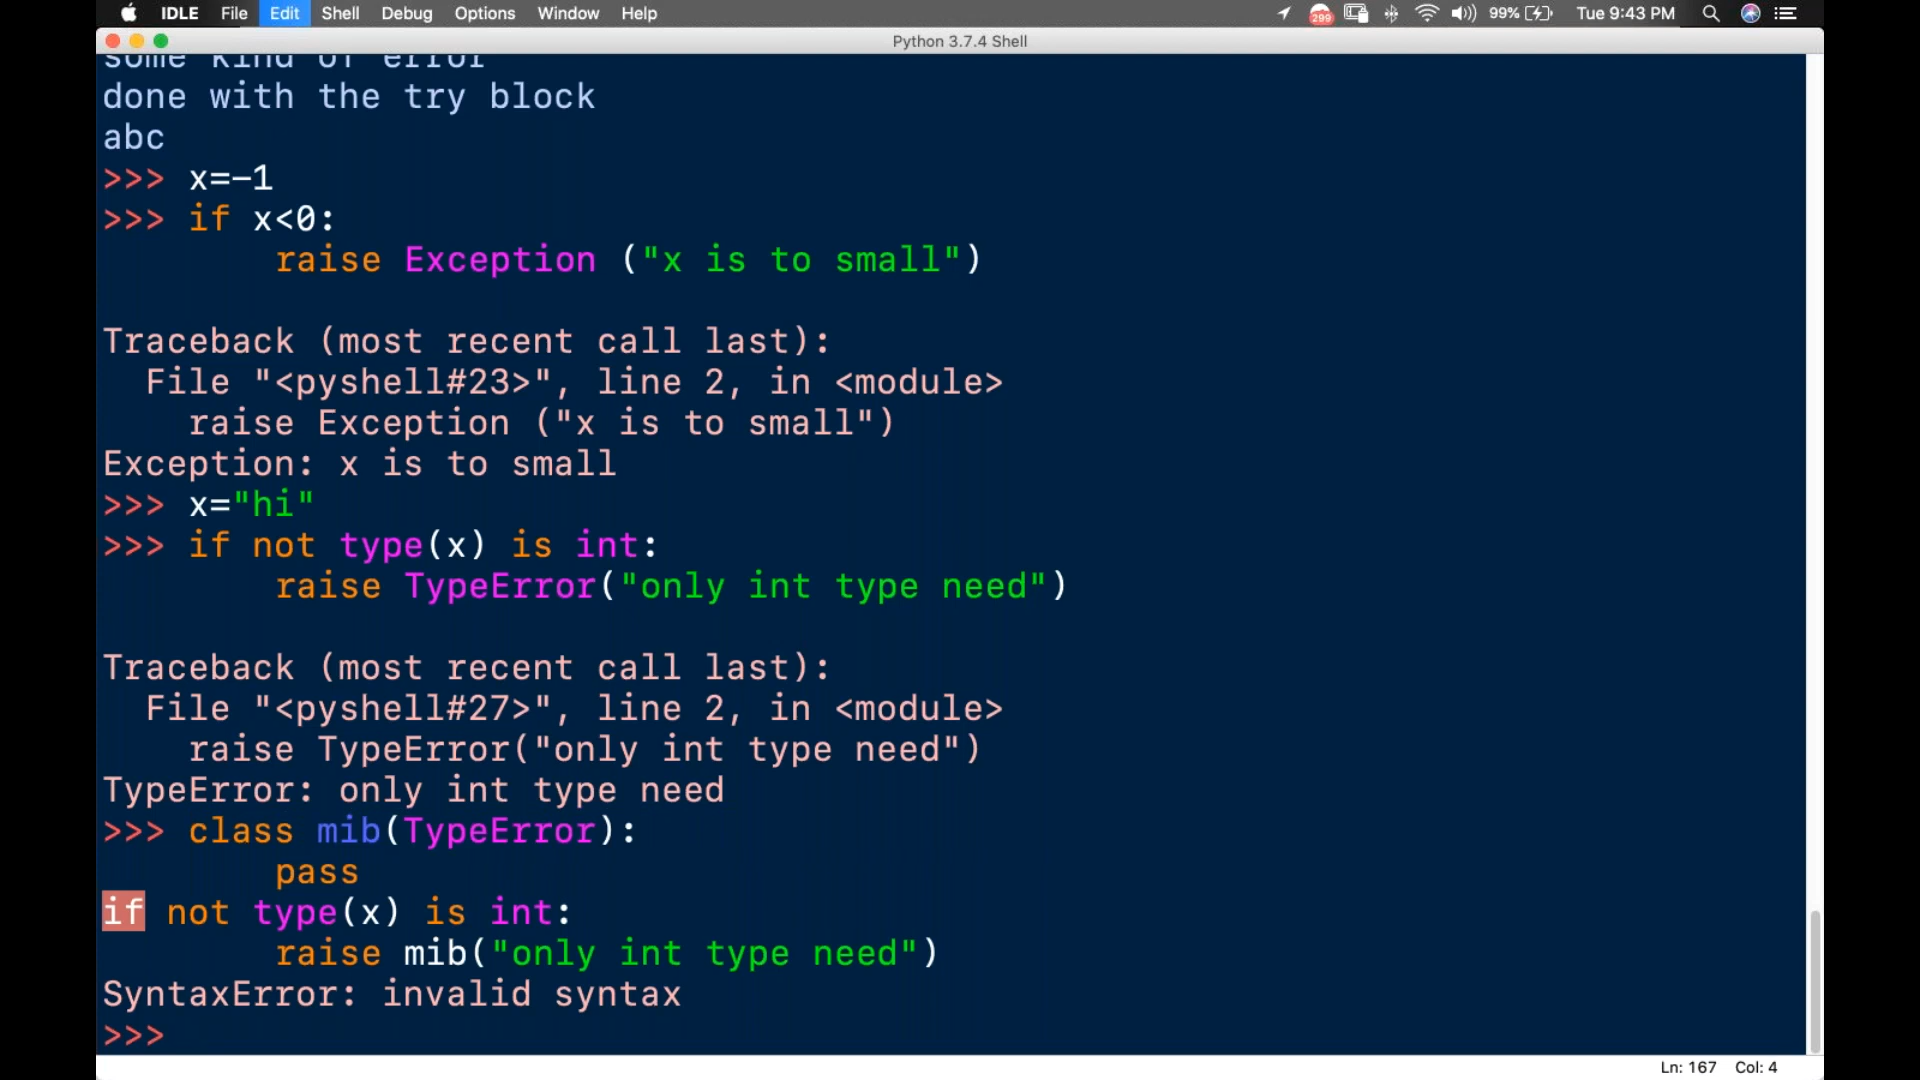 IDLE File Edit Shell Debug Options Window Help 299 99% Tue 9:43 PM
Python 3.7.4 Shell
some kind of error
done with the try block
abc
>>> x=-1
>>> if x<0:
        raise Exception ("x is to small")
Traceback (most recent call last):
  File "<pyshell#23>", line 2, in <module>
    raise Exception ("x is to small")
Exception: x is to small
>>> x="hi"
>>> if not type(x) is int:
        raise TypeError("only int type need")
Traceback (most recent call last):
  File "<pyshell#27>", line 2, in <module>
    raise TypeError("only int type need")
TypeError: only int type need
>>> class mib(TypeError):
        pass
if not type(x) is int:
        raise mib("only int type need")
SyntaxError: invalid syntax
>>>
Ln: 167 Col: 4